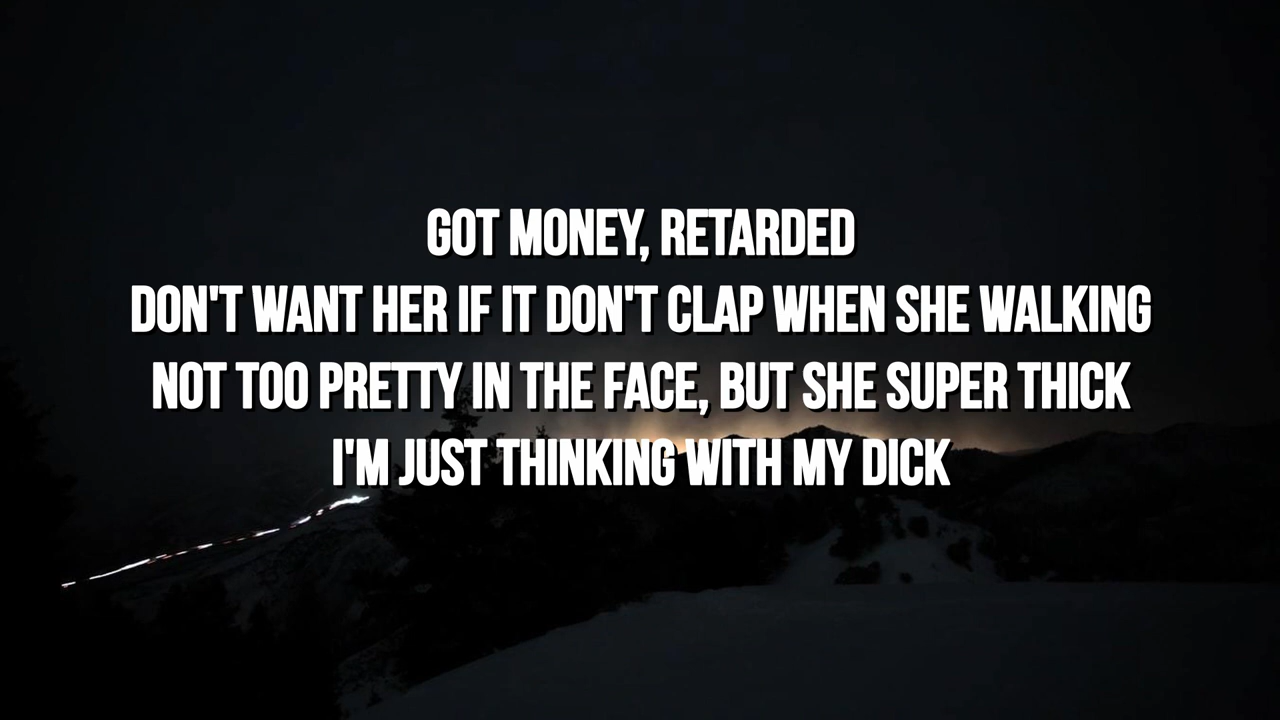 GOT MONEY, RETARDED
DON'T WANT HER IF IT DON'T CLAP WHEN SHE WALKING
NOT TOO PRETTY IN THE FACE, BUT SHE SUPER THICK
I'M JUST THINKING WITH MY DICK